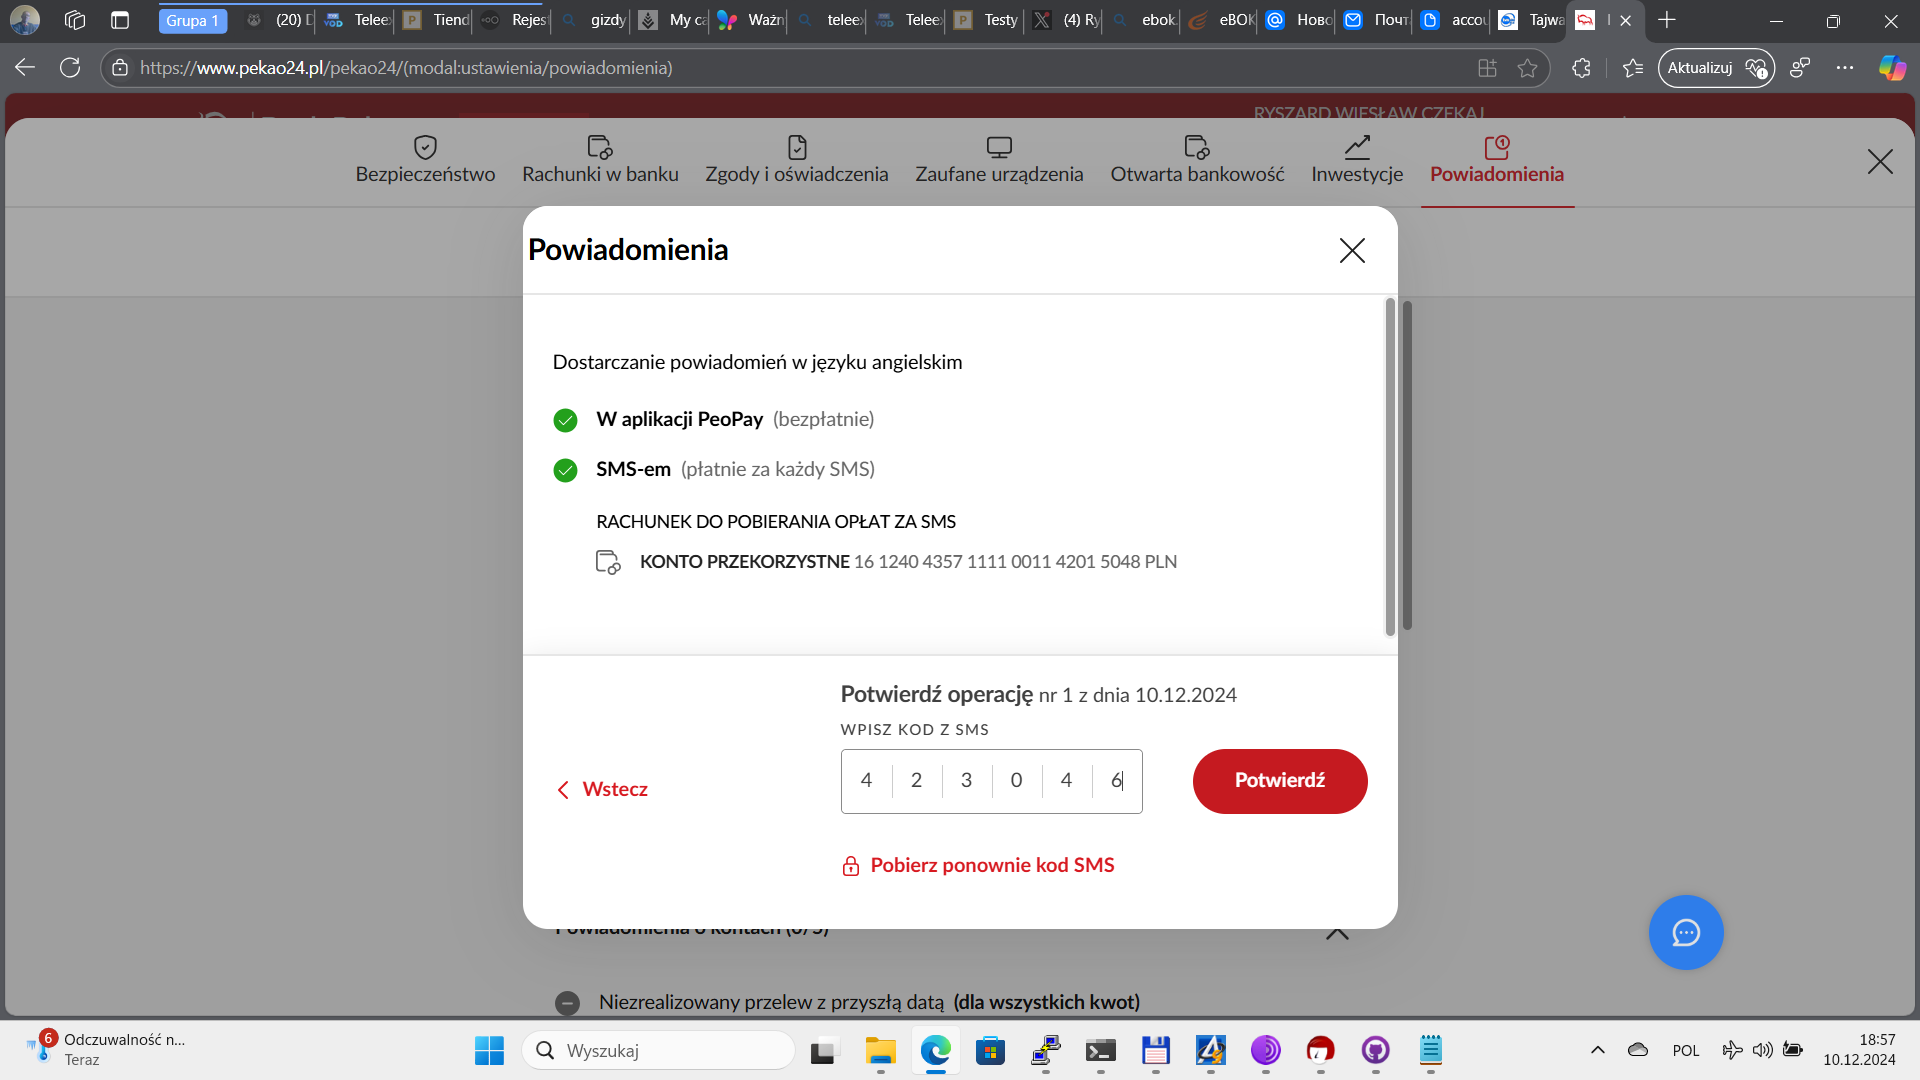 Grupa 1
(20) D
Telee
Tiend
Rejes
gizdy
My ca
Ważn
telee
Telee
Testy
(4) Ry
ebok.
eBOK
Ново
Почт
accou
Tajwa
https://www.pekao24.pl/pekao24/(modal:ustawienia/powiadomienia)
Aktualizuj
RYSZARD WIESŁAW CZEKAJ
Bezpieczeństwo
Rachunki w banku
Zgody i oświadczenia
Zaufane urządzenia
Otwarta bankowość
Inwestycje
Powiadomienia
Powiadomienia
Dostarczanie powiadomień w języku angielskim
W aplikacji PeoPay (bezpłatnie)
SMS-em (płatnie za każdy SMS)
RACHUNEK DO POBIERANIA OPŁAT ZA SMS
KONTO PRZEKORZYSTNE 16 1240 4357 1111 0011 4201 5048 PLN
Potwierdź operację nr 1 z dnia 10.12.2024
WPISZ KOD Z SMS
4 2 3 0 4 6
Potwierdź
Wstecz
Pobierz ponownie kod SMS
Powiadomienia o kontach (0/5)
Niezrealizowany przelew z przyszłą datą (dla wszystkich kwot)
6
Odczuwalność n...
Teraz
Wyszukaj
POL
18:57
10.12.2024